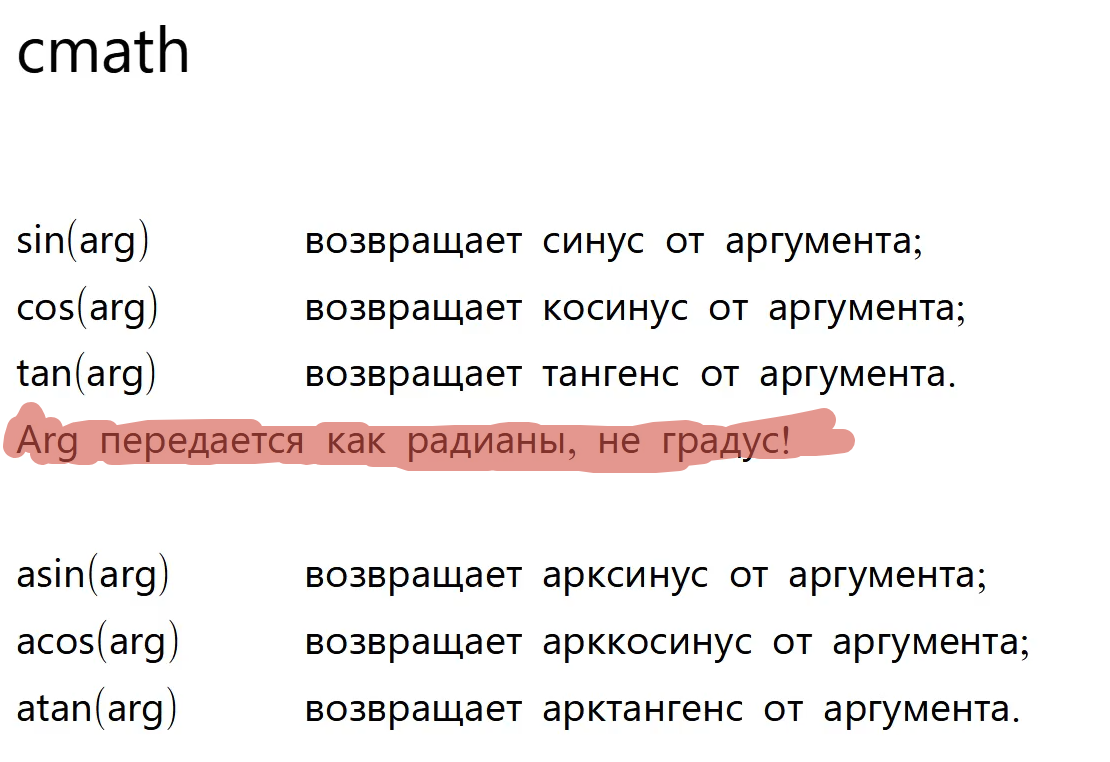 cmath
sin(arg) возвращает синус от аргумента;
cos(arg) возвращает косинус от аргумента;
tan(arg) возвращает тангенс от аргумента.
Arg передается как радианы, не градус!
asin(arg) возвращает арксинус от аргумента;
acos(arg) возвращает арккосинус от аргумента;
atan(arg) возвращает арктангенс от аргумента.